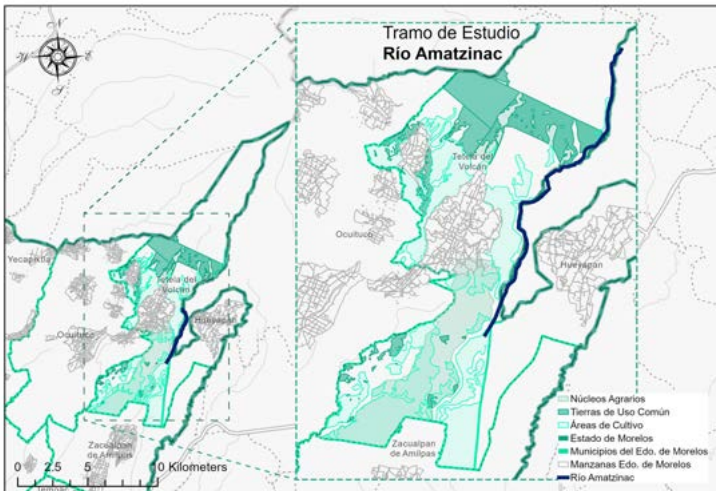 Tramo de Estudio
Río Amatzinac
N
W
E
S
Tetela del
Volcán
Ocuituco
Hueyapan
Zacualpan
de Amilpas
Yecapixtla
Tetela del
Volcán
Hueyapan
Ocuituco
Zacualpan
de Amilpas
0 2.5 5 0 Kilometers
Temoac
Núcleos Agrarios
Tierras de Uso Común
Áreas de Cultivo
Estado de Morelos
Municipios del Edo. de Morelos
Manzanas Edo. de Morelos
Río Amatzinac